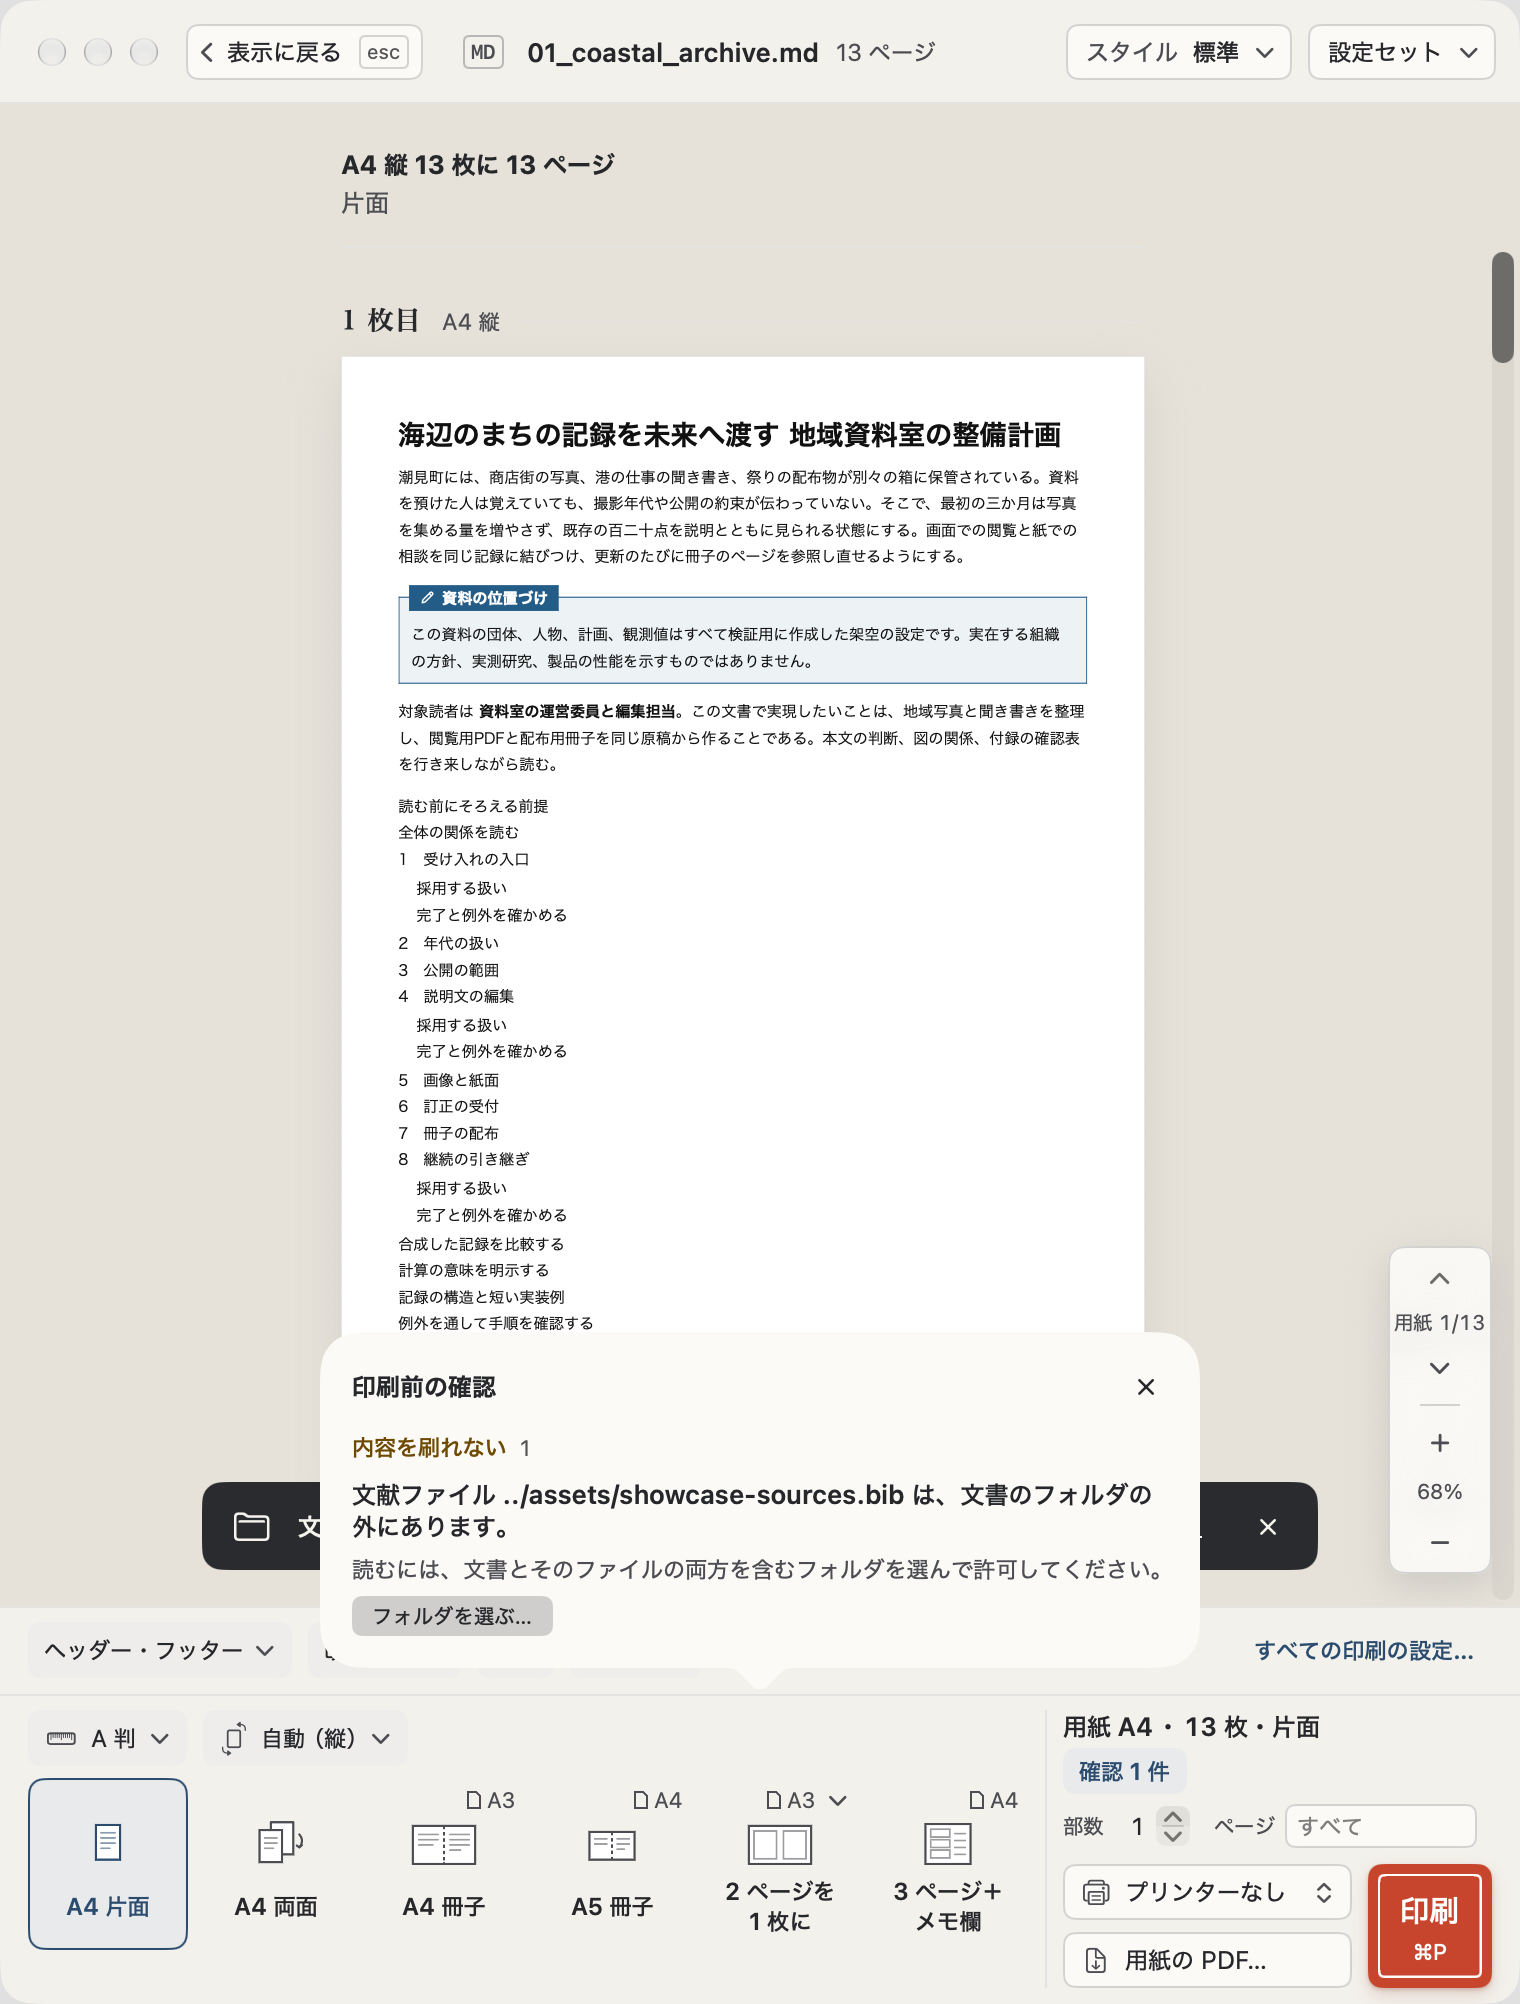 表示に戻る esc
MD 01_coastal_archive.md 13 ページ
スタイル 標準
設定セット
A4 縦 13 枚に 13 ページ
片面
1 枚目 A4 縦
海辺のまちの記録を未来へ渡す 地域資料室の整備計画
潮見町には、商店街の写真、港の仕事の聞き書き、祭りの配布物が別々の箱に保管されている。資料
を預けた人は覚えていても、撮影年代や公開の約束が伝わっていない。そこで、最初の三か月は写真
を集める量を増やさず、既存の百二十点を説明とともに見られる状態にする。画面での閲覧と紙での
相談を同じ記録に結びつけ、更新のたびに冊子のページを参照し直せるようにする。
資料の位置づけ
この資料の団体、人物、計画、観測値はすべて検証用に作成した架空の設定です。実在する組織
の方針、実測研究、製品の性能を示すものではありません。
対象読者は 資料室の運営委員と編集担当。この文書で実現したいことは、地域写真と聞き書きを整理
し、閲覧用PDFと配布用冊子を同じ原稿から作ることである。本文の判断、図の関係、付録の確認表
を行き来しながら読む。
読む前にそろえる前提
全体の関係を読む
1 受け入れの入口
採用する扱い
完了と例外を確かめる
2 年代の扱い
3 公開の範囲
4 説明文の編集
採用する扱い
完了と例外を確かめる
5 画像と紙面
6 訂正の受付
7 冊子の配布
8 継続の引き継ぎ
採用する扱い
完了と例外を確かめる
合成した記録を比較する
計算の意味を明示する
記録の構造と短い実装例
例外を通して手順を確認する
用紙 1/13
68%
印刷前の確認
内容を刷れない 1
文献ファイル ../assets/showcase-sources.bib は、文書のフォルダの
外にあります。
読むには、文書とそのファイルの両方を含むフォルダを選んで許可してください。
フォルダを選ぶ...
文
ヘッダー・フッター
すべての印刷の設定...
A 判
自動（縦）
A4 片面
A4 両面
A3
A4 冊子
A4
A5 冊子
A3
2 ページを
1 枚に
A4
3 ページ＋
メモ欄
用紙 A4・13 枚・片面
確認 1 件
部数 1 ページ すべて
プリンターなし
用紙の PDF...
印刷
⌘P